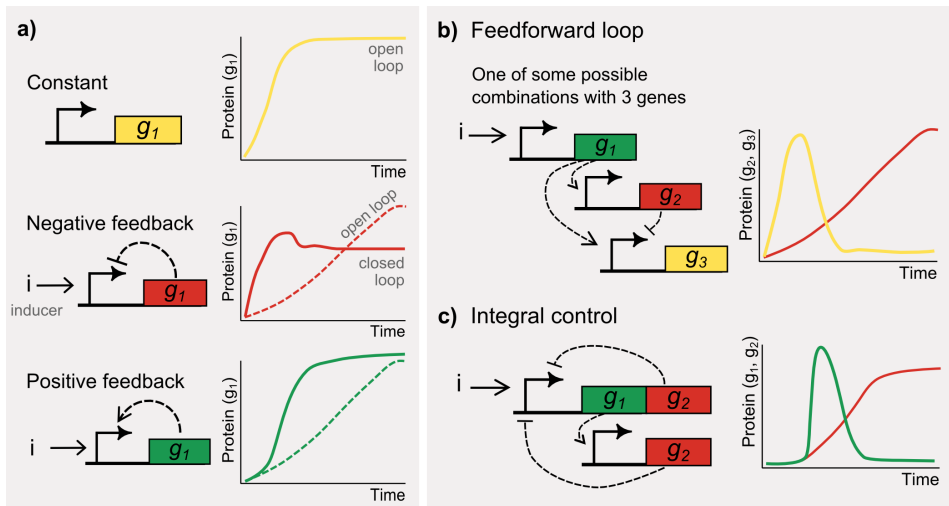 a)
Constant
g1
Protein (g1)
open
loop
Time
Negative feedback
i
inducer
g1
Protein (g1)
open loop
closed
loop
Time
Positive feedback
i
g1
Protein (g1)
Time
b) Feedforward loop
One of some possible
combinations with 3 genes
i
g1
g2
g3
Protein (g2, g3)
Time
c) Integral control
i
g1 g2
g2
Protein (g1, g2)
Time